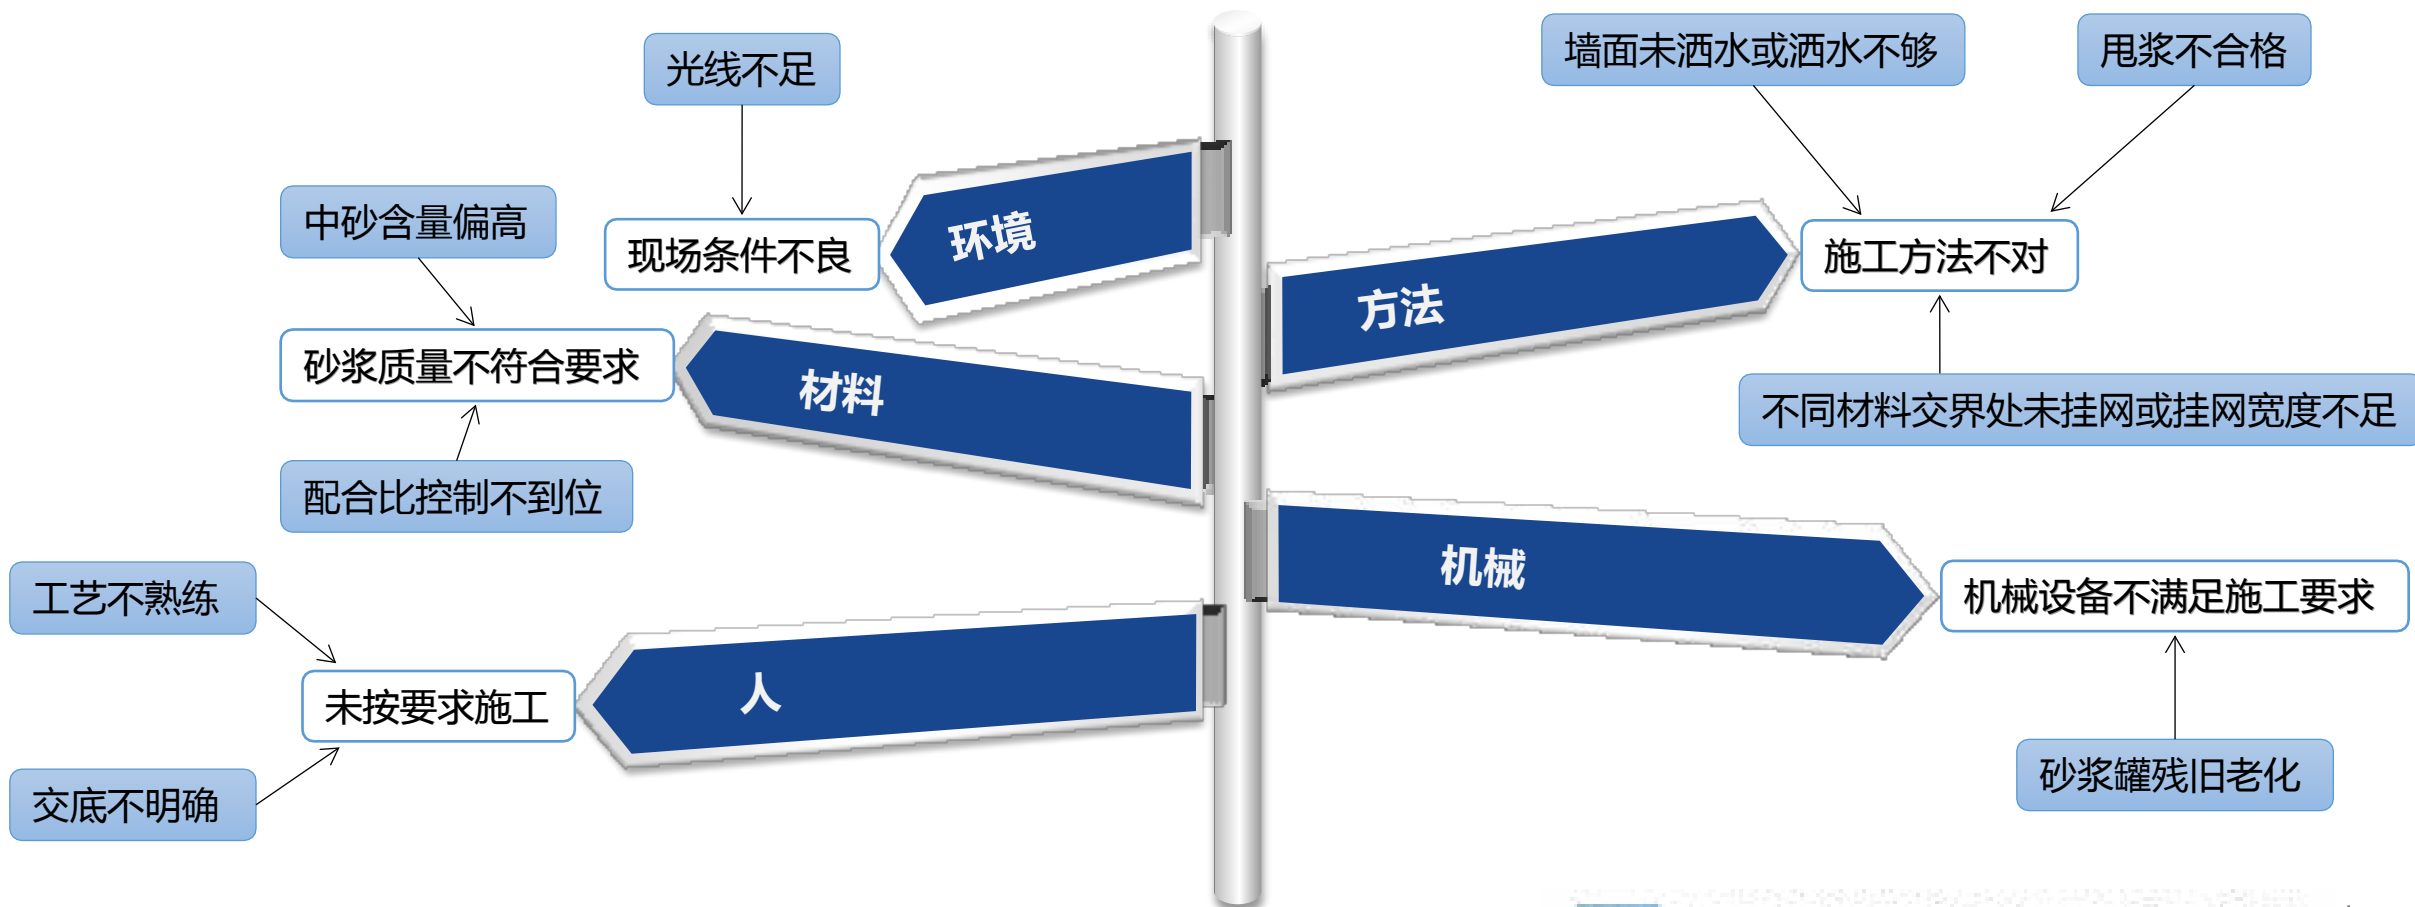 光线不足
墙面未洒水或洒水不够
甩浆不合格
中砂含量偏高
现场条件不良
环境
施工方法不对
方法
砂浆质量不符合要求
材料
不同材料交界处未挂网或挂网宽度不足
配合比控制不到位
机械
机械设备不满足施工要求
工艺不熟练
未按要求施工
人
砂浆罐残旧老化
交底不明确